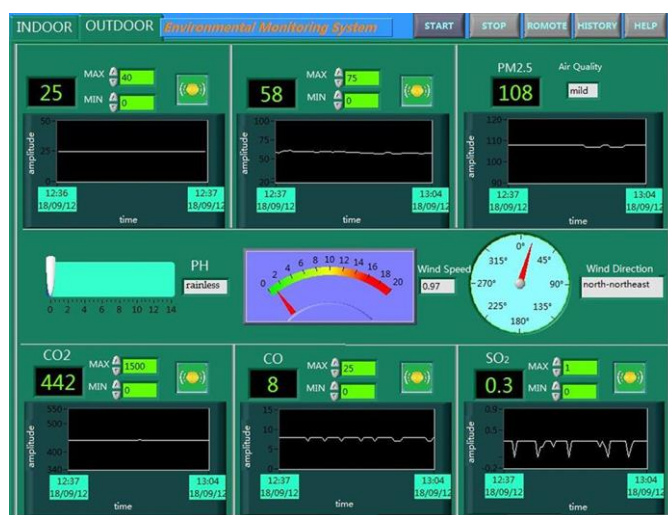 INDOOR OUTDOOR Environmental Monitoring System START STOP ROMOTE HISTORY HELP
25 MAX 40
MIN 0
50
25
0
amplitude
12:36 18/09/12
12:37 18/09/12
time
58 MAX 75
MIN 0
100
75
50
20
amplitude
12:37 18/09/12
13:04 18/09/12
time
PM2.5 Air Quality
108 mild
120
110
100
90
amplitude
12:37 18/09/12
13:04 18/09/12
time
PH
rainless
0 2 4 6 8 10 12 14
0 2 4 6 8 10 12 14 16 18 20
Wind Speed
0.97
0° 45° 90° 135° 180° 225° 270° 315°
Wind Direction
north-northeast
CO2
442 MAX 1500
MIN 0
550
500
400
340
amplitude
12:37 18/09/12
13:04 18/09/12
time
CO
8 MAX 25
MIN 0
15
10
5
0
amplitude
12:37 18/09/12
13:04 18/09/12
time
SO2
0.3 MAX 1
MIN 0
0.9
0.5
-0.2
amplitude
12:37 18/09/12
13:04 18/09/12
time